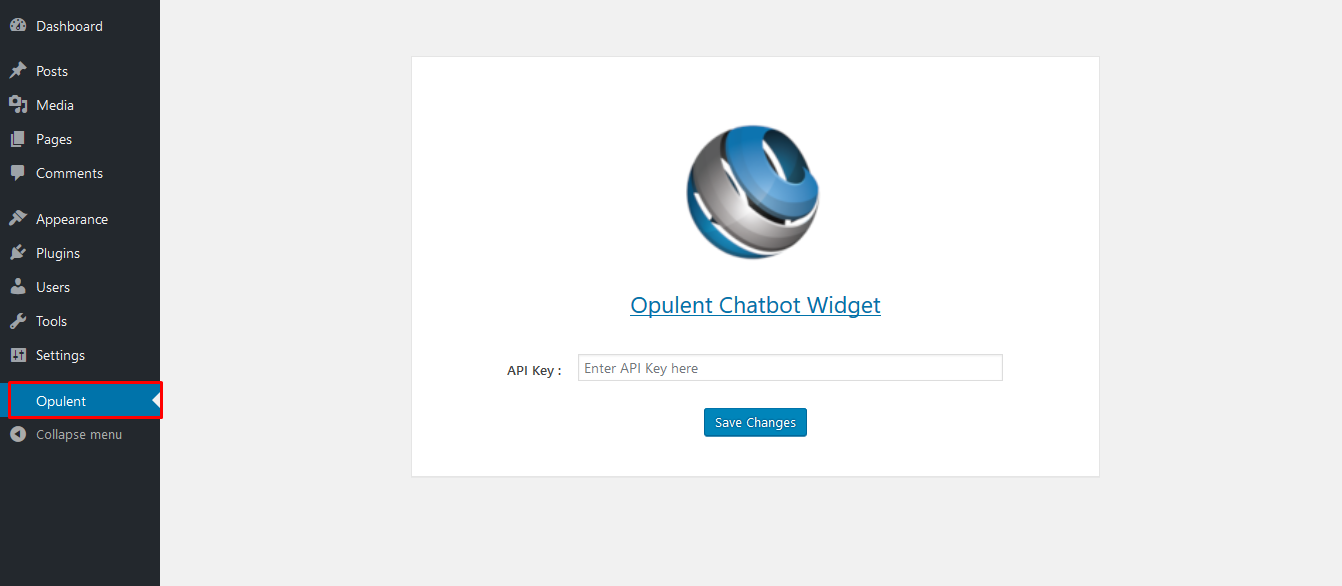 Dashboard
Posts
Media
Pages
Comments
Appearance
Plugins
Users
Tools
Settings
Opulent
Collapse menu
Opulent Chatbot Widget
API Key :
Enter API Key here
Save Changes